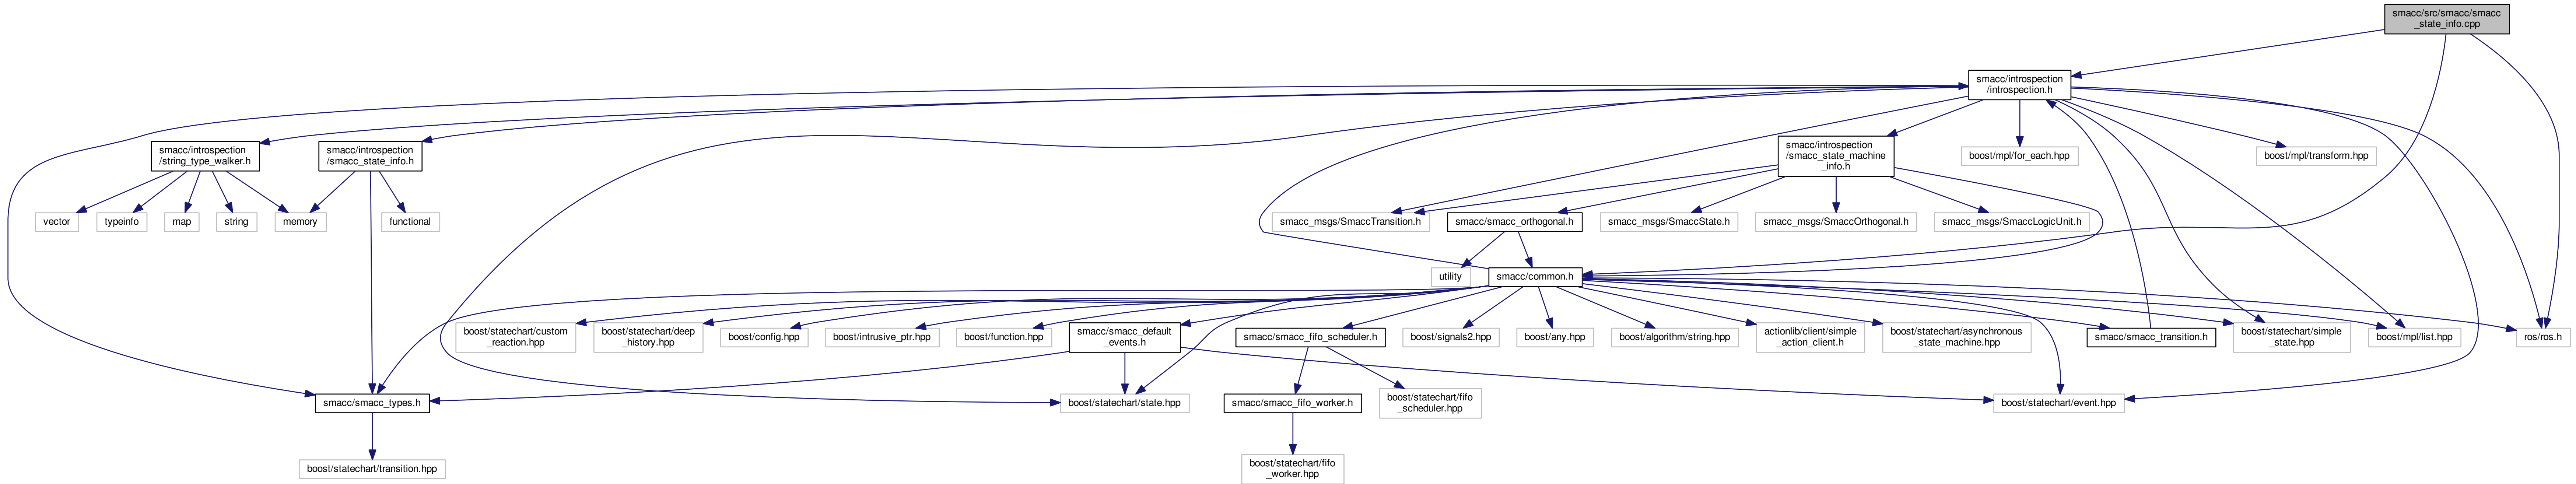 smacc/src/smacc/smacc
_state_info.cpp
smacc/introspection
/introspection.h
smacc/introspection
/string_type_walker.h
smacc/introspection
/smacc_state_info.h
smacc/introspection
/smacc_state_machine
_info.h
boost/mpl/for_each.hpp
boost/mpl/transform.hpp
vector
typeinfo
map
string
memory
functional
smacc_msgs/SmaccTransition.h
smacc/smacc_orthogonal.h
smacc_msgs/SmaccState.h
smacc_msgs/SmaccOrthogonal.h
smacc_msgs/SmaccLogicUnit.h
utility
smacc/common.h
boost/statechart/custom
_reaction.hpp
boost/statechart/deep
_history.hpp
boost/config.hpp
boost/intrusive_ptr.hpp
boost/function.hpp
smacc/smacc_default
_events.h
smacc/smacc_fifo_scheduler.h
boost/signals2.hpp
boost/any.hpp
boost/algorithm/string.hpp
actionlib/client/simple
_action_client.h
boost/statechart/asynchronous
_state_machine.hpp
smacc/smacc_transition.h
boost/statechart/simple
_state.hpp
boost/mpl/list.hpp
ros/ros.h
smacc/smacc_types.h
boost/statechart/state.hpp
smacc/smacc_fifo_worker.h
boost/statechart/fifo
_scheduler.hpp
boost/statechart/event.hpp
boost/statechart/transition.hpp
boost/statechart/fifo
_worker.hpp